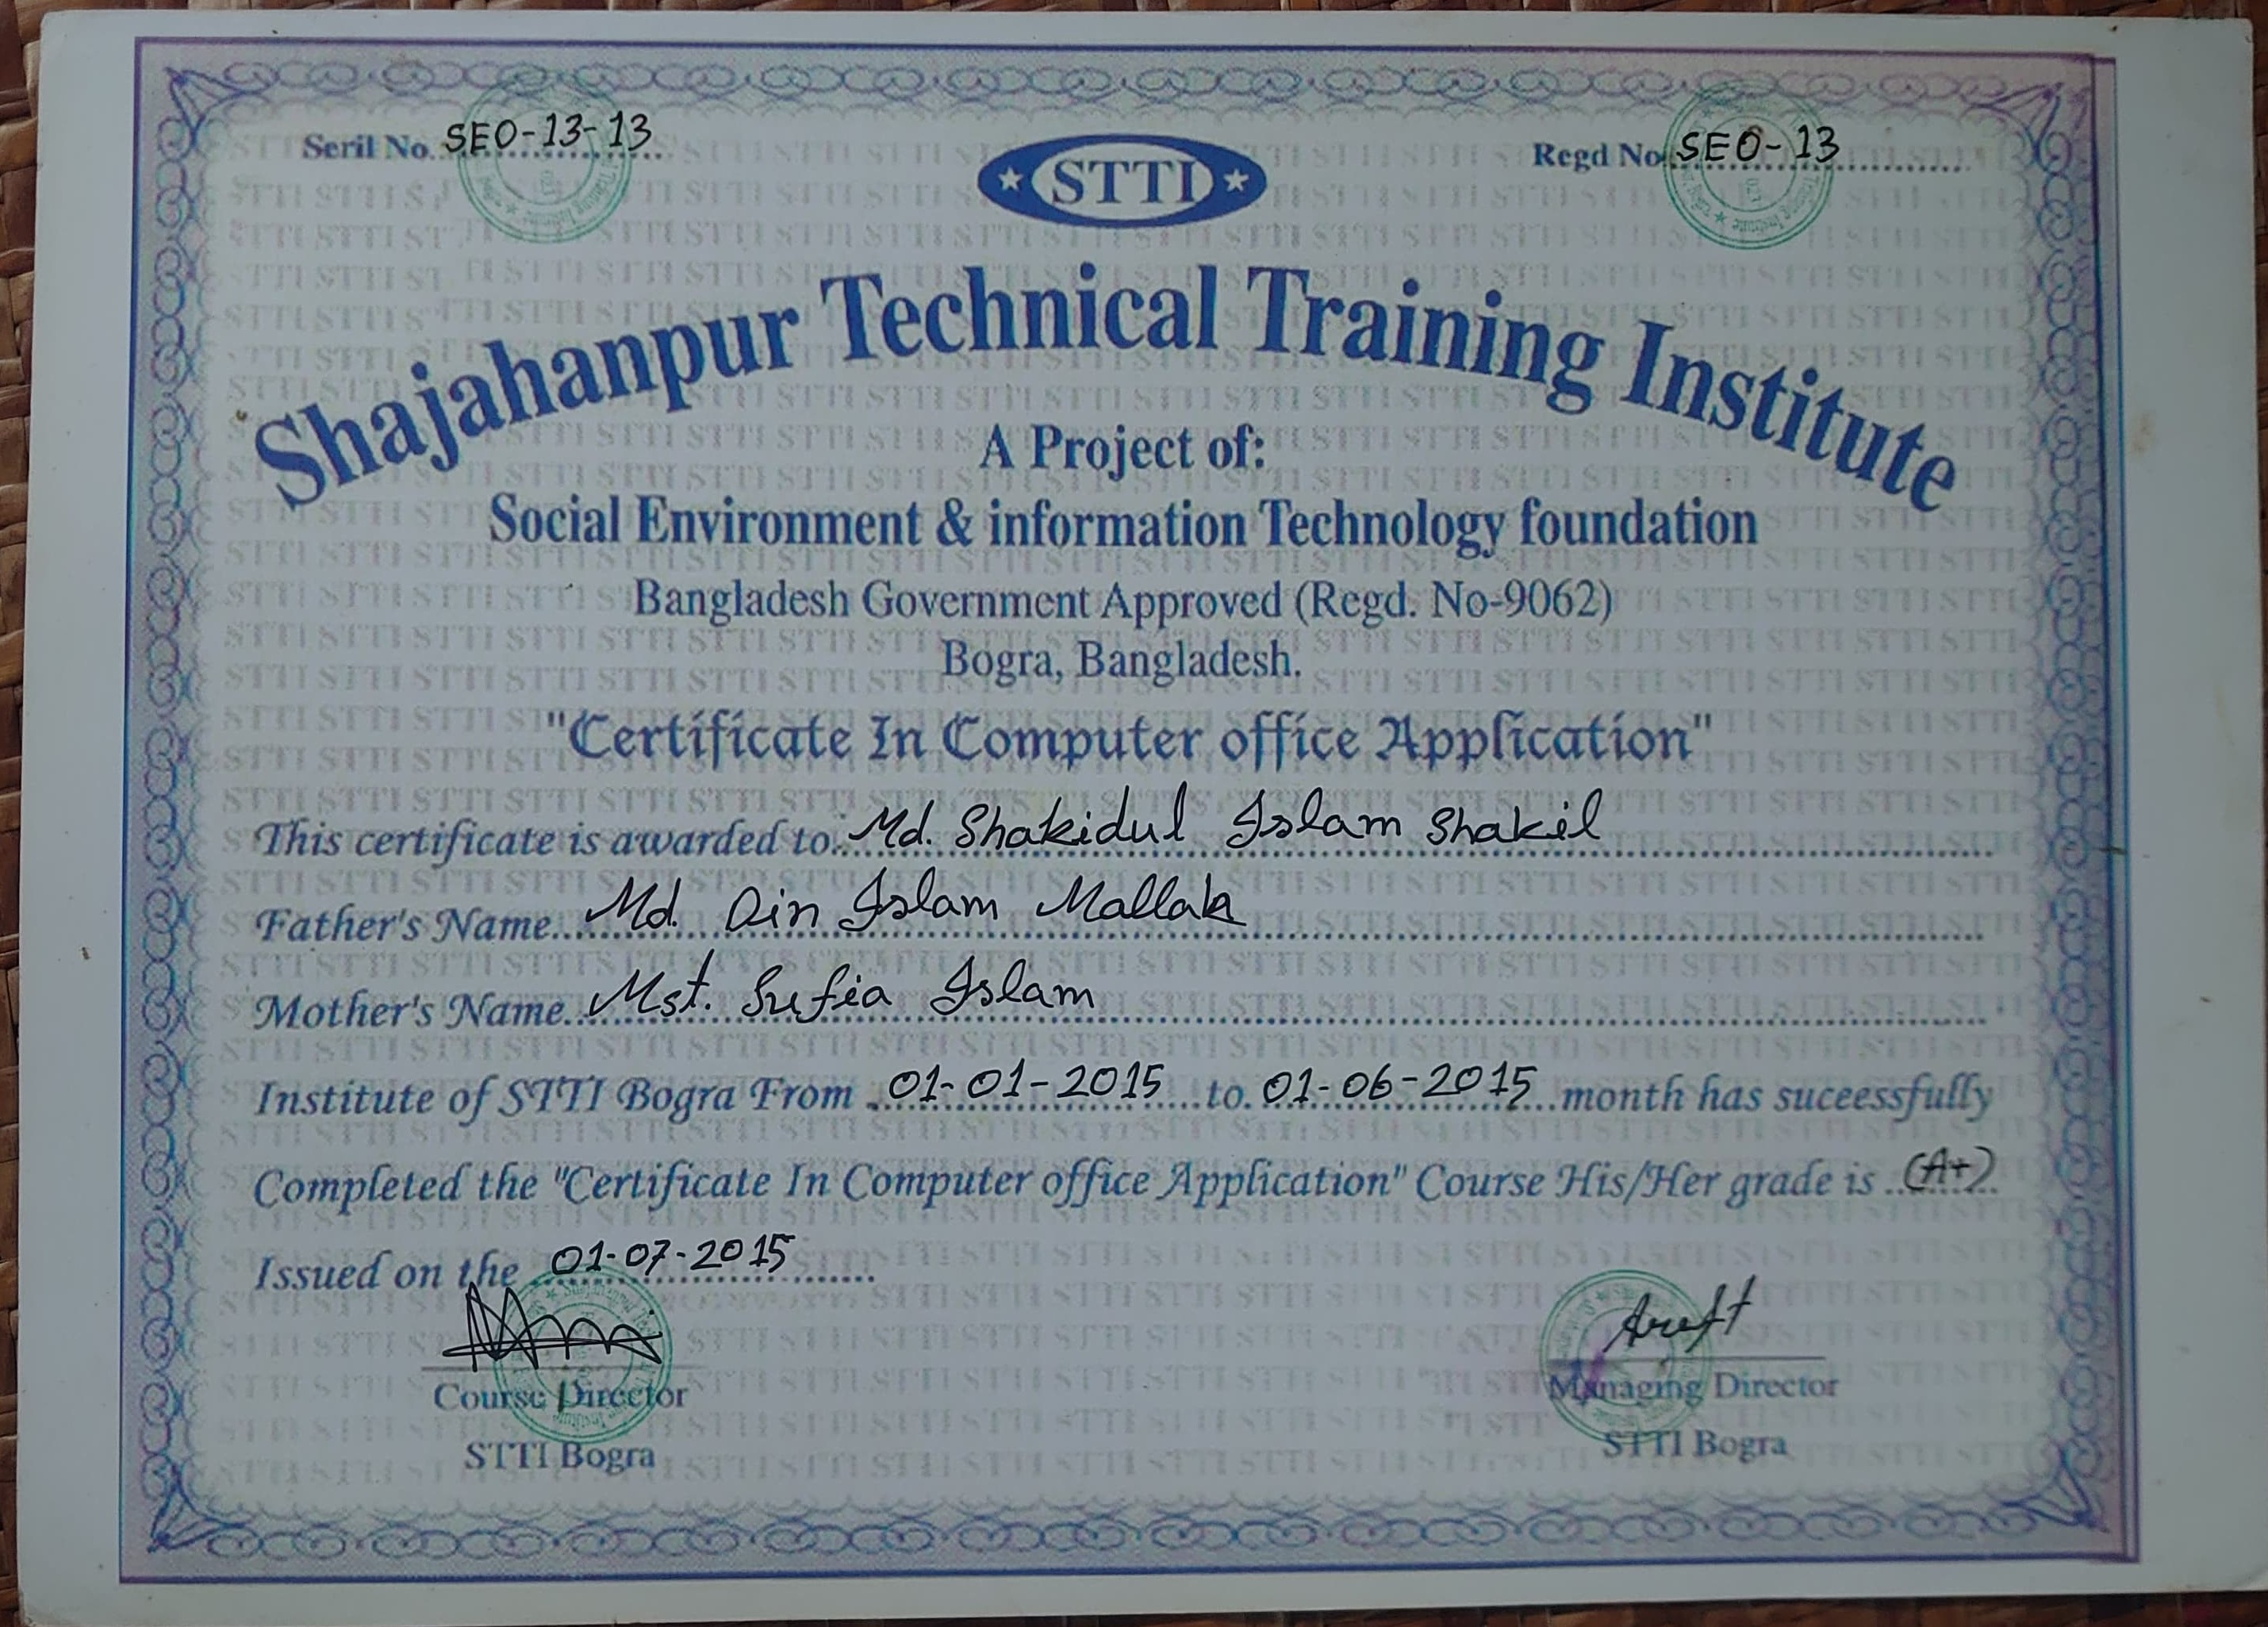 Seril No. SEO-13-13
STTI
Regd No. SEO-13
Shajahanpur Technical Training Institute
A Project of:
Social Environment & information Technology foundation
Bangladesh Government Approved (Regd. No-9062)
Bogra, Bangladesh.
"Certificate In Computer office Application"
This certificate is awarded to. Md. Shakidul Islam Shakil
Father's Name. Md. Din Islam Mallak
Mother's Name. Mst. Sufia Islam
Institute of STTI Bogra From 01-01-2015 to. 01-06-2015 month has suceessfully
Completed the "Certificate In Computer office Application" Course His/Her grade is (A+)
Issued on the 01-07-2015
Course Director
STTI Bogra
Managing Director
STTI Bogra